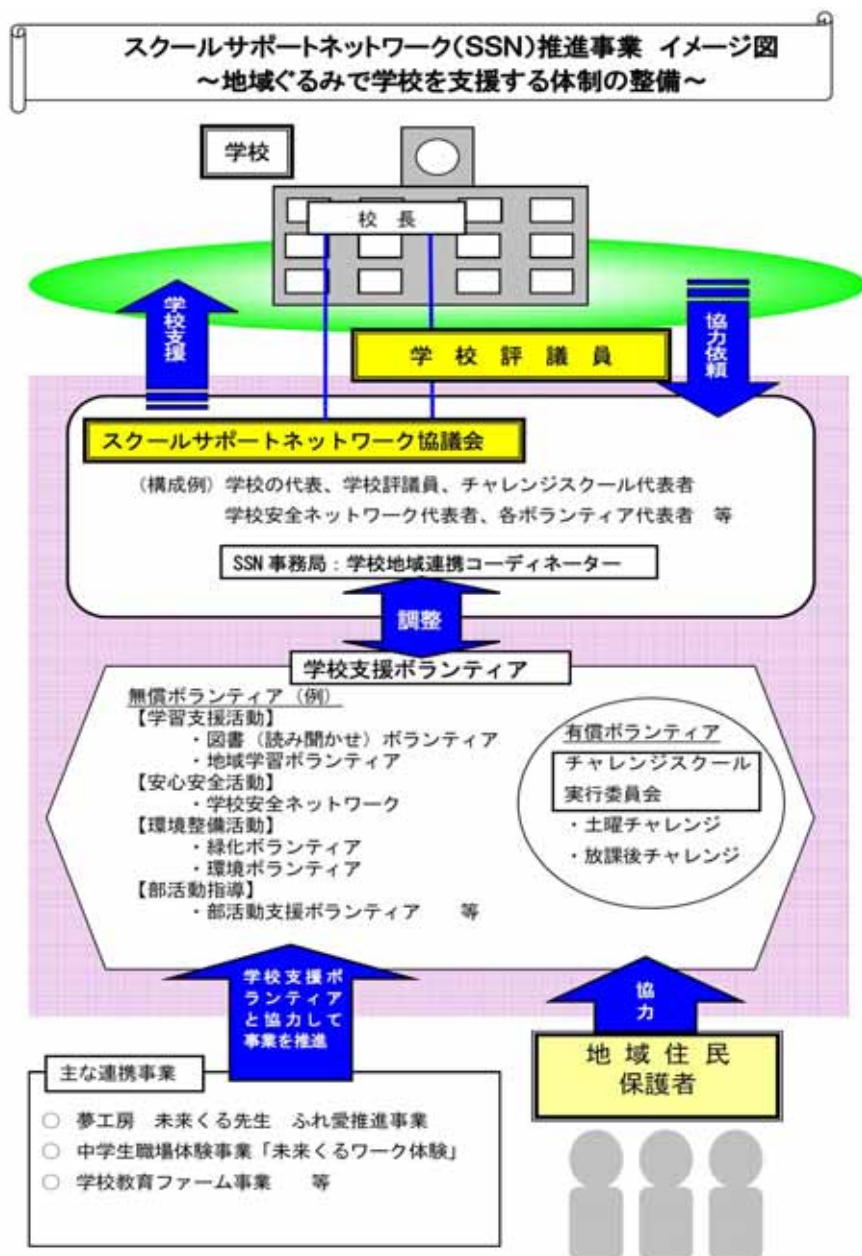 スクールサポートネットワーク(SSN)推進事業 イメージ図
～地域ぐるみで学校を支援する体制の整備～
学校
校 長
学校支援
協力依頼
学 校 評 議 員
スクールサポートネットワーク協議会
（構成例）学校の代表、学校評議員、チャレンジスクール代表者
学校安全ネットワーク代表者、各ボランティア代表者 等
SSN 事務局：学校地域連携コーディネーター
調整
学校支援ボランティア
無償ボランティア（例）
【学習支援活動】
・図書（読み聞かせ）ボランティア
・地域学習ボランティア
【安心安全活動】
・学校安全ネットワーク
【環境整備活動】
・緑化ボランティア
・環境ボランティア
【部活動指導】
・部活動支援ボランティア 等
有償ボランティア
チャレンジスクール
実行委員会
・土曜チャレンジ
・放課後チャレンジ
学校支援ボ
ランティア
と協力して
事業を推進
協力
主な連携事業
○ 夢工房 未来くる先生 ふれ愛推進事業
○ 中学生職場体験事業「未来くるワーク体験」
○ 学校教育ファーム事業 等
地 域 住 民
保護者